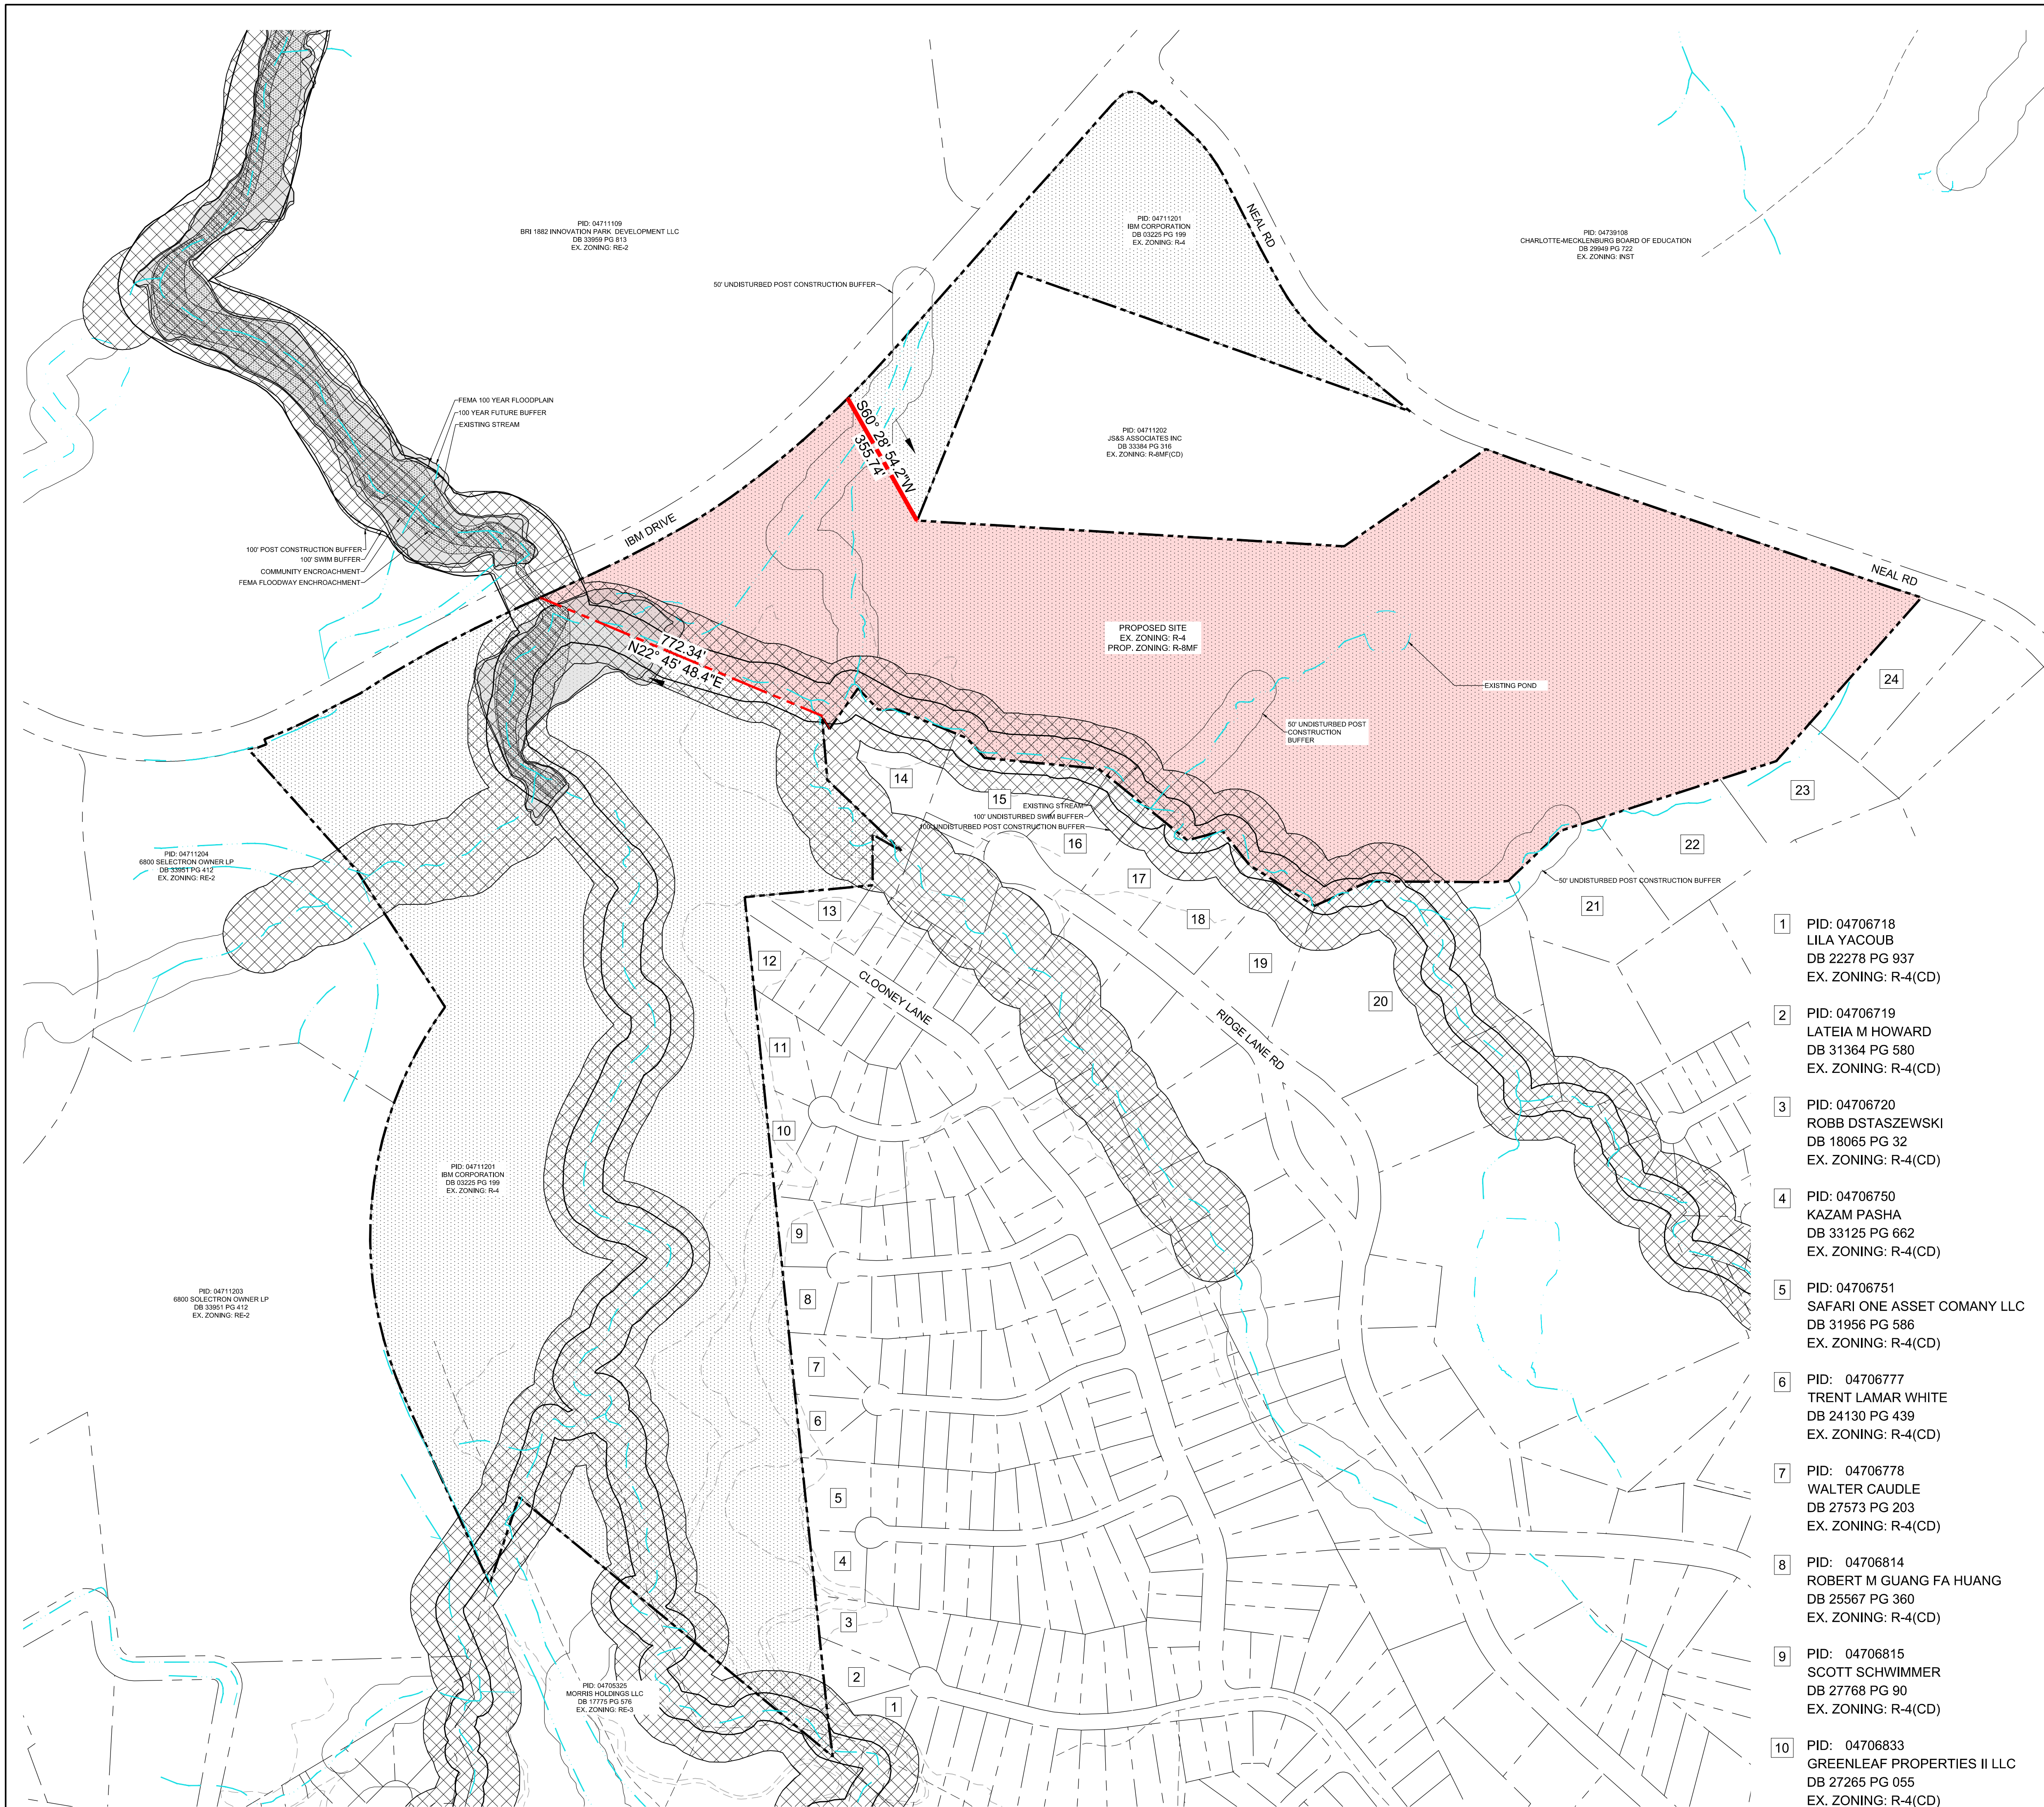 PID: 04711109
BRI 1882 INNOVATION PARK DEVELOPMENT LLC
DB 33959 PG 813
EX. ZONING: RE-2
PID: 04711201
IBM CORPORATION
DB 03225 PG 199
EX. ZONING: R-4
NEAL RD
PID: 04739108
CHARLOTTE-MECKLENBURG BOARD OF EDUCATION
DB 29949 PG 722
EX. ZONING: INST
50' UNDISTURBED POST CONSTRUCTION BUFFER
FEMA 100 YEAR FLOODPLAIN
100 YEAR FUTURE BUFFER
EXISTING STREAM
S60° 28' 54.2"W
355.74'
PID: 04711202
JS&S ASSOCIATES INC
DB 33384 PG 316
EX. ZONING: R-8MF(CD)
IBM DRIVE
100' POST CONSTRUCTION BUFFER
100' SWIM BUFFER
COMMUNITY ENCROACHMENT
FEMA FLOODWAY ENCHROACHMENT
NEAL RD
772.34'
N22° 45' 48.4"E
PROPOSED SITE
EX. ZONING: R-4
PROP. ZONING: R-8MF
EXISTING POND
24
50' UNDISTURBED POST
CONSTRUCTION
BUFFER
14
15
23
EXISTING STREAM
100' UNDISTURBED SWIM BUFFER
100' UNDISTURBED POST CONSTRUCTION BUFFER
16
22
PID: 04711204
6800 SELECTRON OWNER LP
DB 33951 PG 412
EX. ZONING: RE-2
17
50' UNDISTURBED POST CONSTRUCTION BUFFER
21
13
18
12
19
CLOONEY LANE
20
RIDGE LANE RD
11
10
PID: 04711201
IBM CORPORATION
DB 03225 PG 199
EX. ZONING: R-4
9
PID: 04711203
6800 SOLECTRON OWNER LP
DB 33951 PG 412
EX. ZONING: RE-2
8
7
6
5
4
3
2
1
PID: 04705325
MORRIS HOLDINGS LLC
DB 17775 PG 576
EX. ZONING: RE-3
1 PID: 04706718
LILA YACOUB
DB 22278 PG 937
EX. ZONING: R-4(CD)
2 PID: 04706719
LATEIA M HOWARD
DB 31364 PG 580
EX. ZONING: R-4(CD)
3 PID: 04706720
ROBB DSTASZEWSKI
DB 18065 PG 32
EX. ZONING: R-4(CD)
4 PID: 04706750
KAZAM PASHA
DB 33125 PG 662
EX. ZONING: R-4(CD)
5 PID: 04706751
SAFARI ONE ASSET COMANY LLC
DB 31956 PG 586
EX. ZONING: R-4(CD)
6 PID: 04706777
TRENT LAMAR WHITE
DB 24130 PG 439
EX. ZONING: R-4(CD)
7 PID: 04706778
WALTER CAUDLE
DB 27573 PG 203
EX. ZONING: R-4(CD)
8 PID: 04706814
ROBERT M GUANG FA HUANG
DB 25567 PG 360
EX. ZONING: R-4(CD)
9 PID: 04706815
SCOTT SCHWIMMER
DB 27768 PG 90
EX. ZONING: R-4(CD)
10 PID: 04706833
GREENLEAF PROPERTIES II LLC
DB 27265 PG 055
EX. ZONING: R-4(CD)